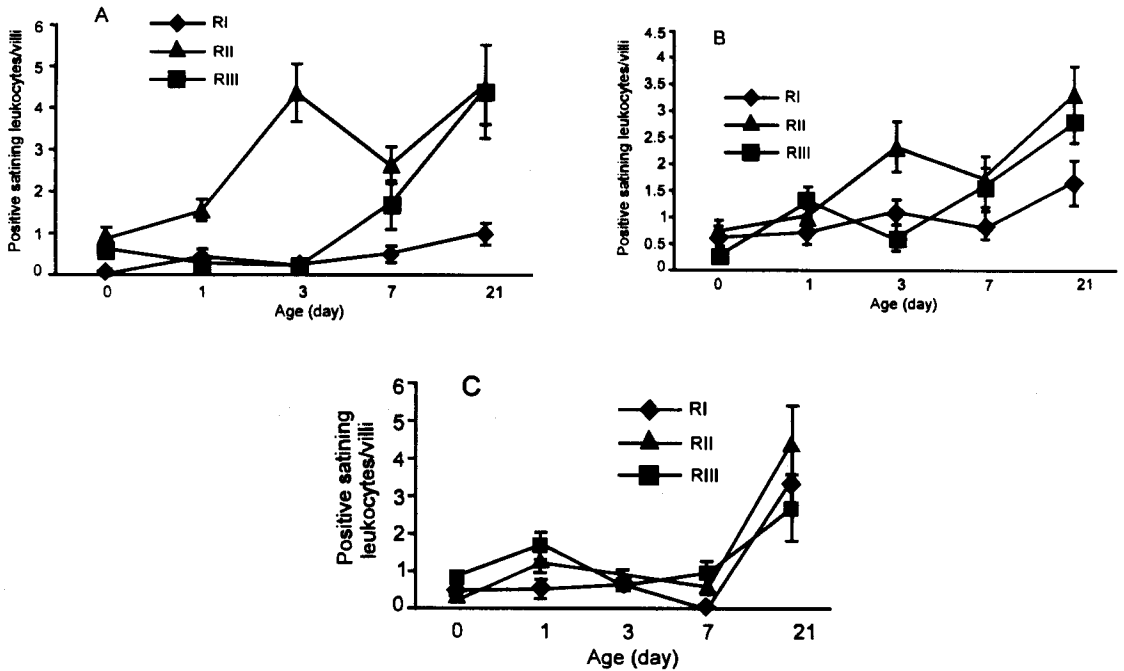 A
RI
RII
RIII
Positive satining leukocytes/villi
6
5
4
3
2
1
0
0 1 3 7 21
Age (day)
B
RI
RII
RIII
Positive satining leukocytes/villi
4.5
4
3.5
3
2.5
2
1.5
1
0.5
0
0 1 3 7 21
Age (day)
C
RI
RII
RIII
Positive satining
leukocytes/villi
6
5
4
3
2
1
0
0 1 3 7 21
Age (day)